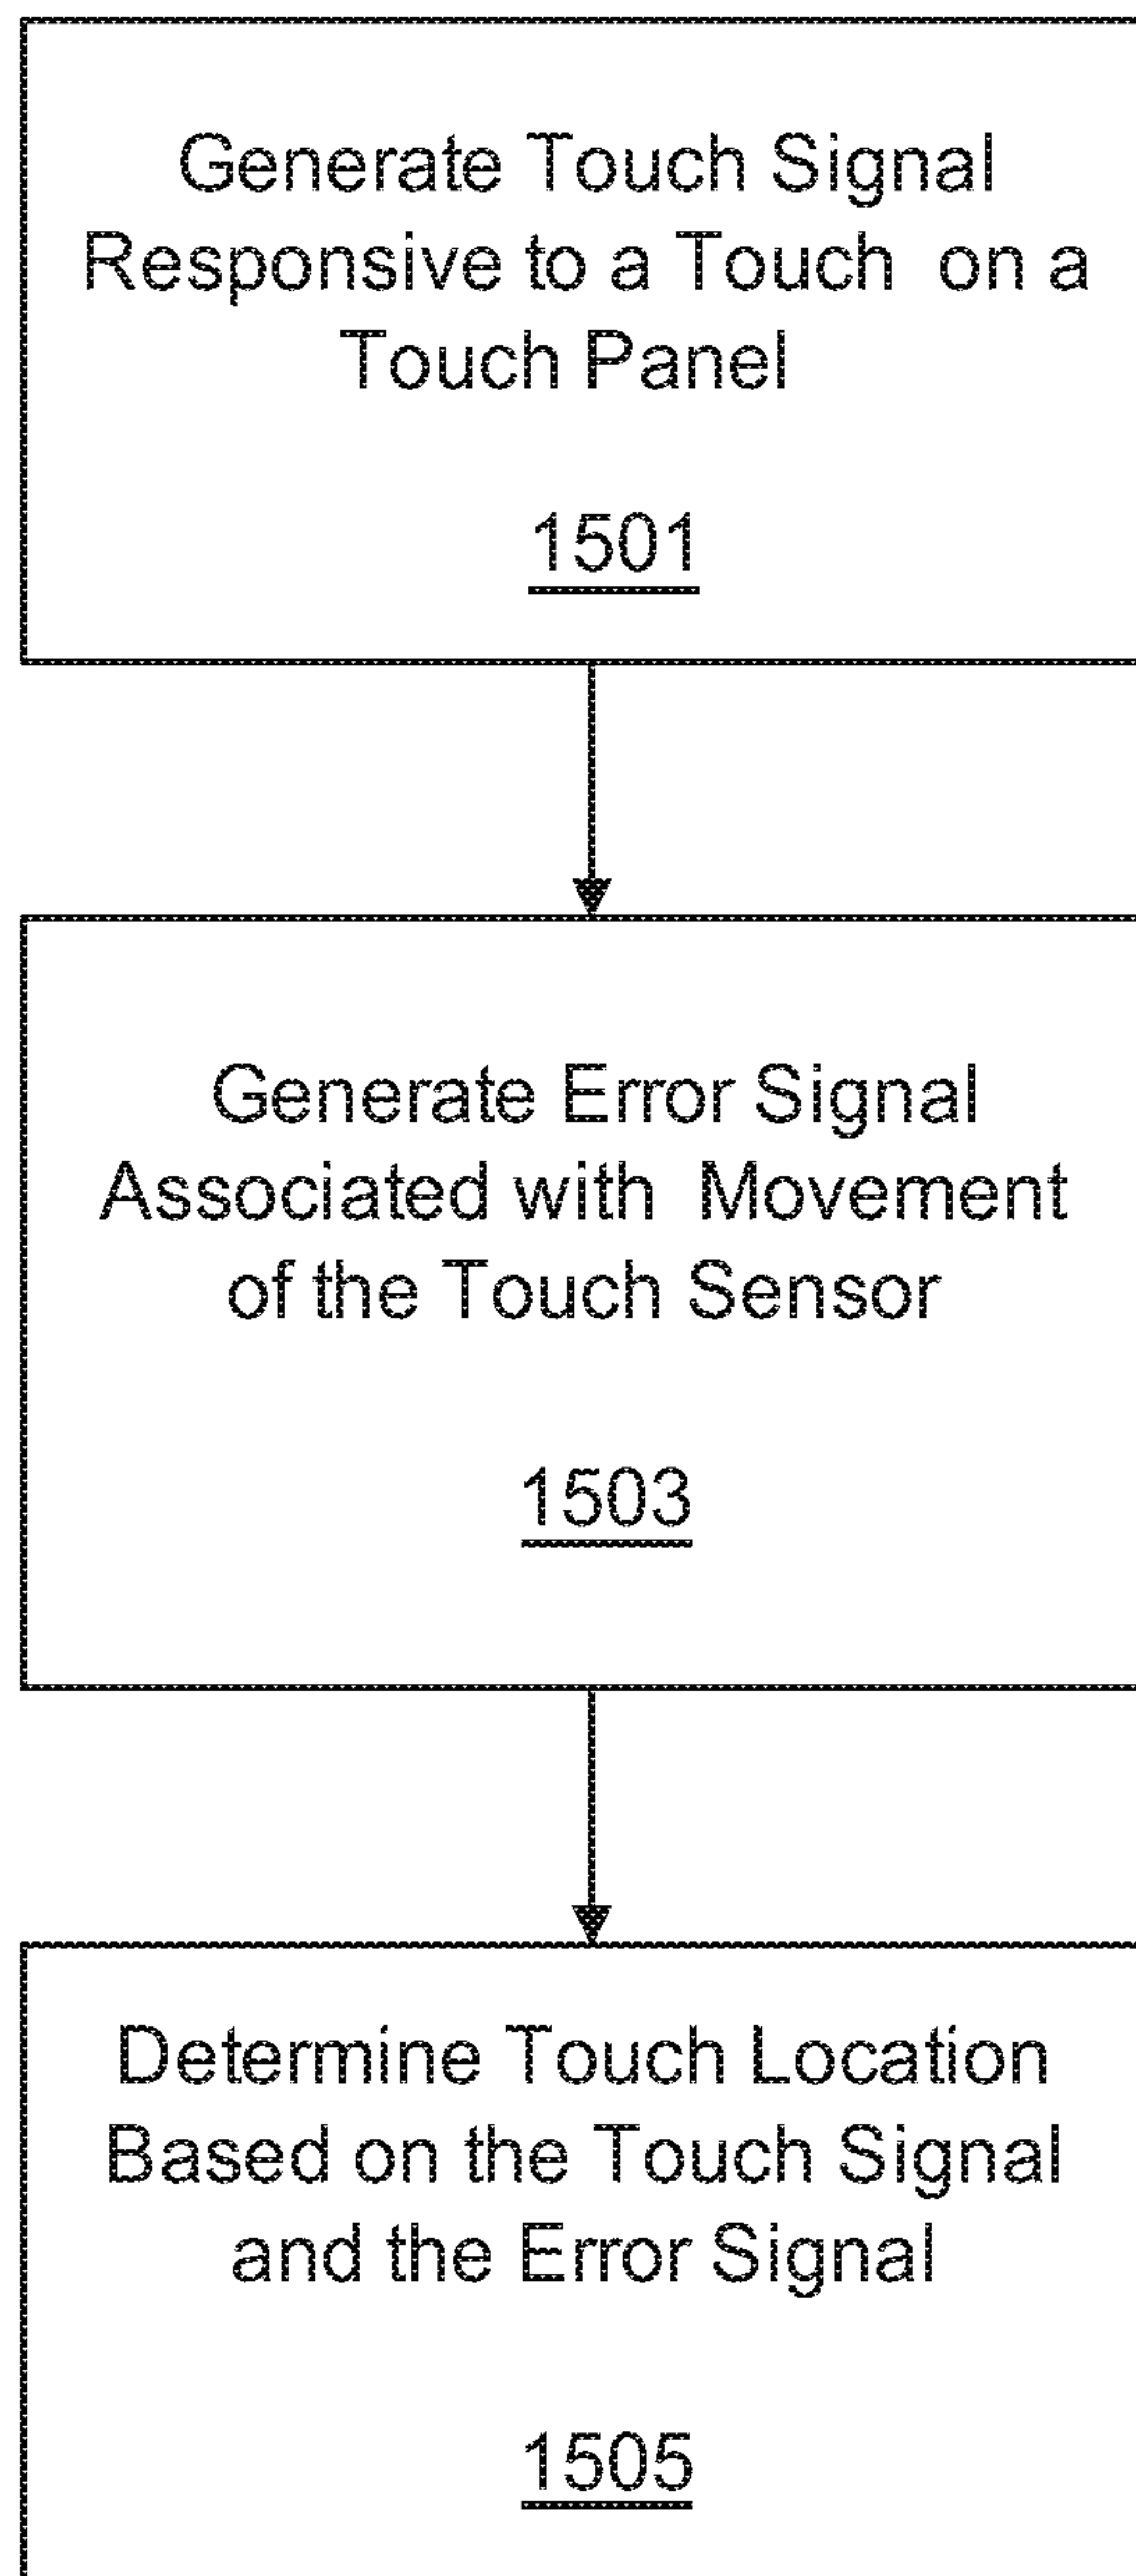 Generate Touch Signal
Responsive to a Touch on a
Touch Panel
1501
Generate Error Signal
Associated with Movement
of the Touch Sensor
1503
Determine Touch Location
Based on the Touch Signal
and the Error Signal
1505